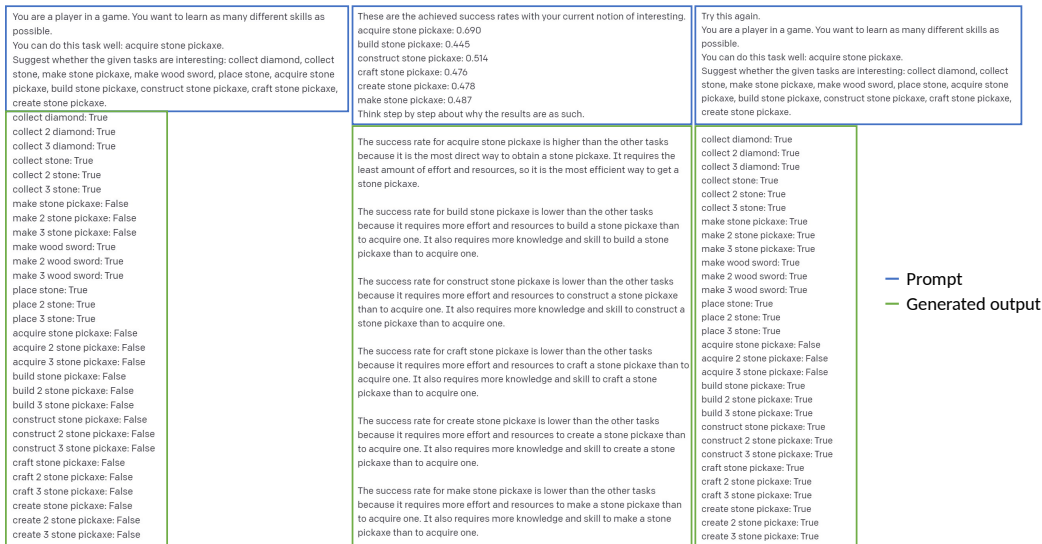 You are a player in a game. You want to learn as many different skills as
possible.
You can do this task well: acquire stone pickaxe.
Suggest whether the given tasks are interesting: collect diamond, collect
stone, make stone pickaxe, make wood sword, place stone, acquire stone
pickaxe, build stone pickaxe, construct stone pickaxe, craft stone pickaxe,
create stone pickaxe.
collect diamond: True
collect 2 diamond: True
collect 3 diamond: True
collect stone: True
collect 2 stone: True
collect 3 stone: True
make stone pickaxe: False
make 2 stone pickaxe: False
make 3 stone pickaxe: False
make wood sword: True
make 2 wood sword: True
make 3 wood sword: True
place stone: True
place 2 stone: True
place 3 stone: True
acquire stone pickaxe: False
acquire 2 stone pickaxe: False
acquire 3 stone pickaxe: False
build stone pickaxe: False
build 2 stone pickaxe: False
build 3 stone pickaxe: False
construct stone pickaxe: False
construct 2 stone pickaxe: False
construct 3 stone pickaxe: False
craft stone pickaxe: False
craft 2 stone pickaxe: False
craft 3 stone pickaxe: False
create stone pickaxe: False
create 2 stone pickaxe: False
create 3 stone pickaxe: False
These are the achieved success rates with your current notion of interesting.
acquire stone pickaxe: 0.690
build stone pickaxe: 0.445
construct stone pickaxe: 0.514
craft stone pickaxe: 0.476
create stone pickaxe: 0.478
make stone pickaxe: 0.487
Think step by step about why the results are as such.
The success rate for acquire stone pickaxe is higher than the other tasks
because it is the most direct way to obtain a stone pickaxe. It requires the
least amount of effort and resources, so it is the most efficient way to get a
stone pickaxe.
The success rate for build stone pickaxe is lower than the other tasks
because it requires more effort and resources to build a stone pickaxe than
to acquire one. It also requires more knowledge and skill to build a stone
pickaxe than to acquire one.
The success rate for construct stone pickaxe is lower than the other tasks
because it requires more effort and resources to construct a stone pickaxe
than to acquire one. It also requires more knowledge and skill to construct a
stone pickaxe than to acquire one.
The success rate for craft stone pickaxe is lower than the other tasks
because it requires more effort and resources to craft a stone pickaxe than to
acquire one. It also requires more knowledge and skill to craft a stone
pickaxe than to acquire one.
The success rate for create stone pickaxe is lower than the other tasks
because it requires more effort and resources to create a stone pickaxe than
to acquire one. It also requires more knowledge and skill to create a stone
pickaxe than to acquire one.
The success rate for make stone pickaxe is lower than the other tasks
because it requires more effort and resources to make a stone pickaxe than
to acquire one. It also requires more knowledge and skill to make a stone
pickaxe than to acquire one.
Try this again.
You are a player in a game. You want to learn as many different skills as
possible.
You can do this task well: acquire stone pickaxe.
Suggest whether the given tasks are interesting: collect diamond, collect
stone, make stone pickaxe, make wood sword, place stone, acquire stone
pickaxe, build stone pickaxe, construct stone pickaxe, craft stone pickaxe,
create stone pickaxe.
collect diamond: True
collect 2 diamond: True
collect 3 diamond: True
collect stone: True
collect 2 stone: True
collect 3 stone: True
make stone pickaxe: True
make 2 stone pickaxe: True
make 3 stone pickaxe: True
make wood sword: True
make 2 wood sword: True
make 3 wood sword: True
place stone: True
place 2 stone: True
place 3 stone: True
acquire stone pickaxe: False
acquire 2 stone pickaxe: False
acquire 3 stone pickaxe: False
build stone pickaxe: True
build 2 stone pickaxe: True
build 3 stone pickaxe: True
construct stone pickaxe: True
construct 2 stone pickaxe: True
construct 3 stone pickaxe: True
craft stone pickaxe: True
craft 2 stone pickaxe: True
craft 3 stone pickaxe: True
create stone pickaxe: True
create 2 stone pickaxe: True
create 3 stone pickaxe: True
Prompt
Generated output